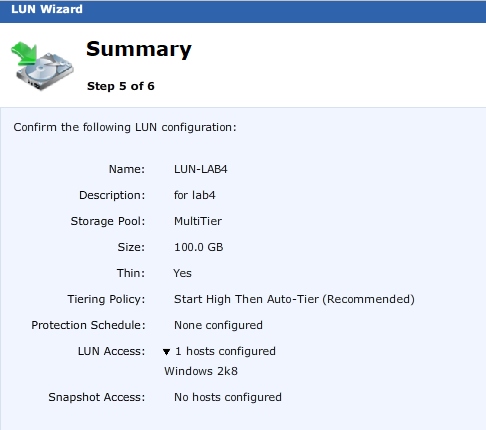 LUN Wizard
Summary
Step 5 of 6
Confirm the following LUN configuration:
Name: LUN-LAB4
Description: for lab4
Storage Pool: MultiTier
Size: 100.0 GB
Thin: Yes
Tiering Policy: Start High Then Auto-Tier (Recommended)
Protection Schedule: None configured
LUN Access: ▼ 1 hosts configured
Windows 2k8
Snapshot Access: No hosts configured